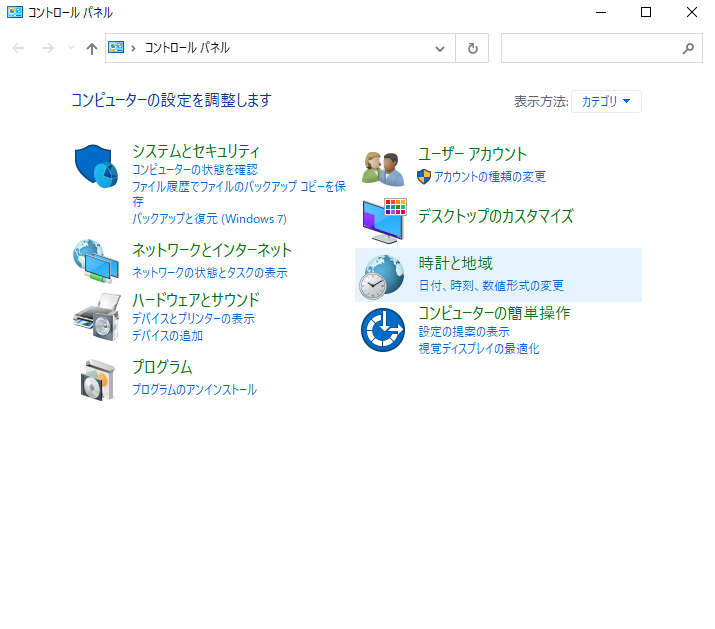 コントロール パネル
コントロール パネル
コンピューターの設定を調整します
表示方法: カテゴリ
システムとセキュリティ
コンピューターの状態を確認
ファイル履歴でファイルのバックアップ コピーを保
存
バックアップと復元 (Windows 7)
ネットワークとインターネット
ネットワークの状態とタスクの表示
ハードウェアとサウンド
デバイスとプリンターの表示
デバイスの追加
プログラム
プログラムのアンインストール
ユーザー アカウント
アカウントの種類の変更
デスクトップのカスタマイズ
時計と地域
日付、時刻、数値形式の変更
コンピューターの簡単操作
設定の提案の表示
視覚ディスプレイの最適化